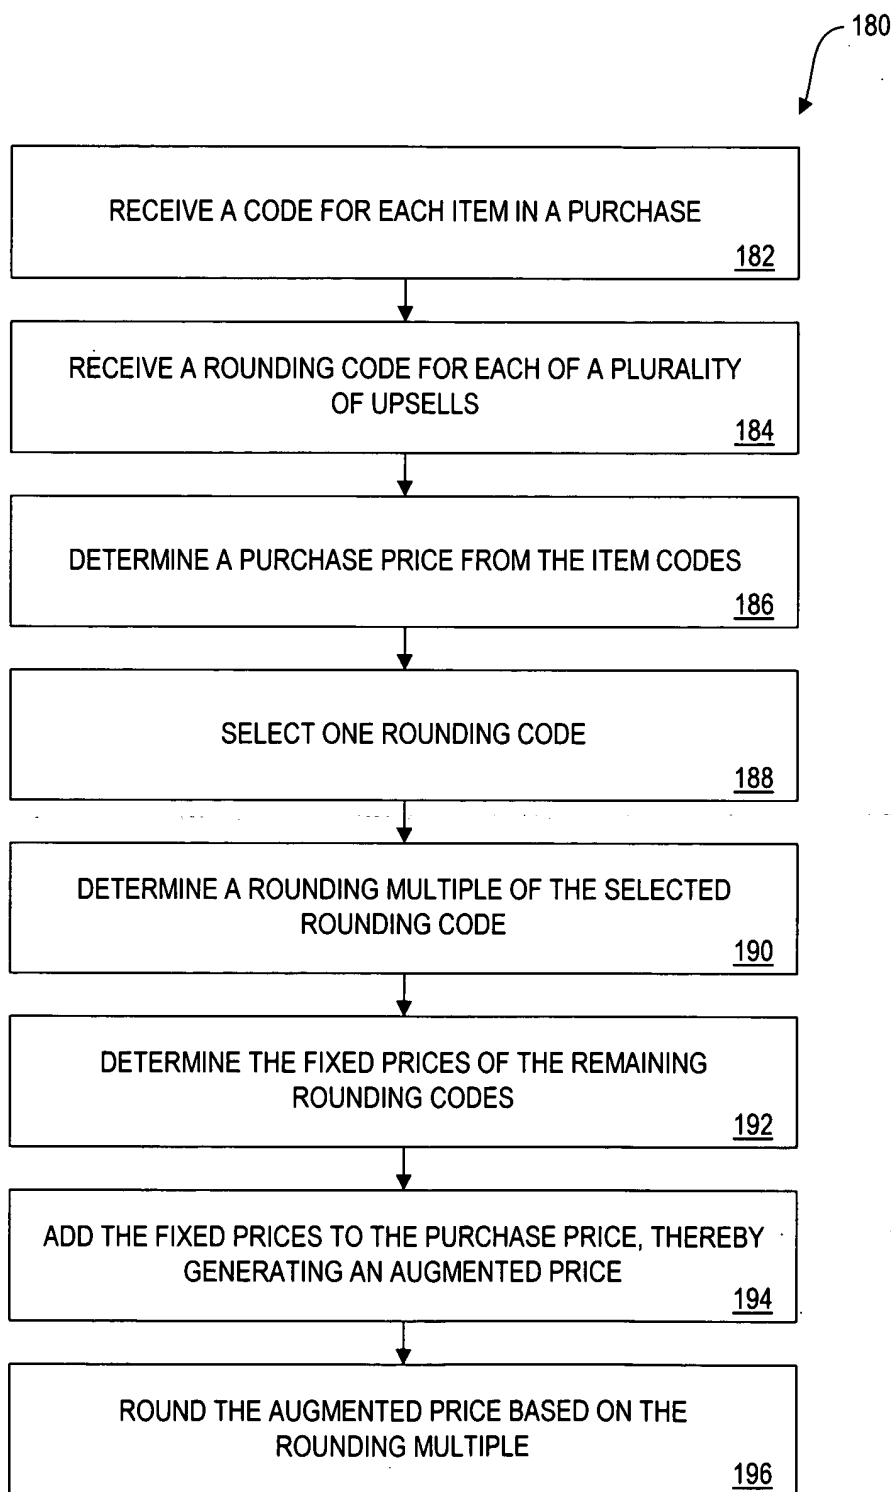 180
RECEIVE A CODE FOR EACH ITEM IN A PURCHASE
182
RECEIVE A ROUNDING CODE FOR EACH OF A PLURALITY
OF UPSELLS
184
DETERMINE A PURCHASE PRICE FROM THE ITEM CODES
186
SELECT ONE ROUNDING CODE
188
DETERMINE A ROUNDING MULTIPLE OF THE SELECTED
ROUNDING CODE
190
DETERMINE THE FIXED PRICES OF THE REMAINING
ROUNDING CODES
192
ADD THE FIXED PRICES TO THE PURCHASE PRICE, THEREBY
GENERATING AN AUGMENTED PRICE
194
ROUND THE AUGMENTED PRICE BASED ON THE
ROUNDING MULTIPLE
196